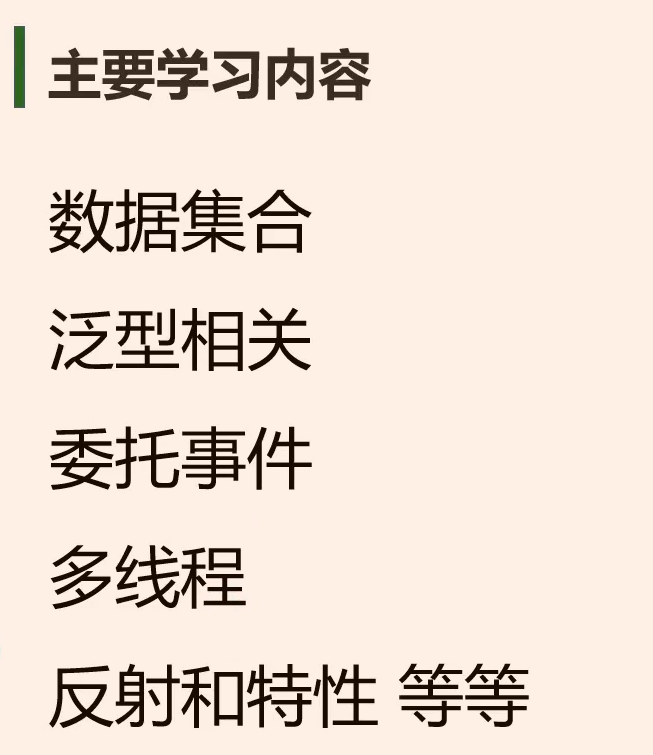 主要学习内容
数据集合
泛型相关
委托事件
多线程
反射和特性 等等